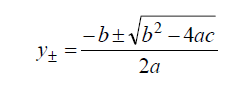 y± = (−b ± √(b² − 4ac)) / 2a